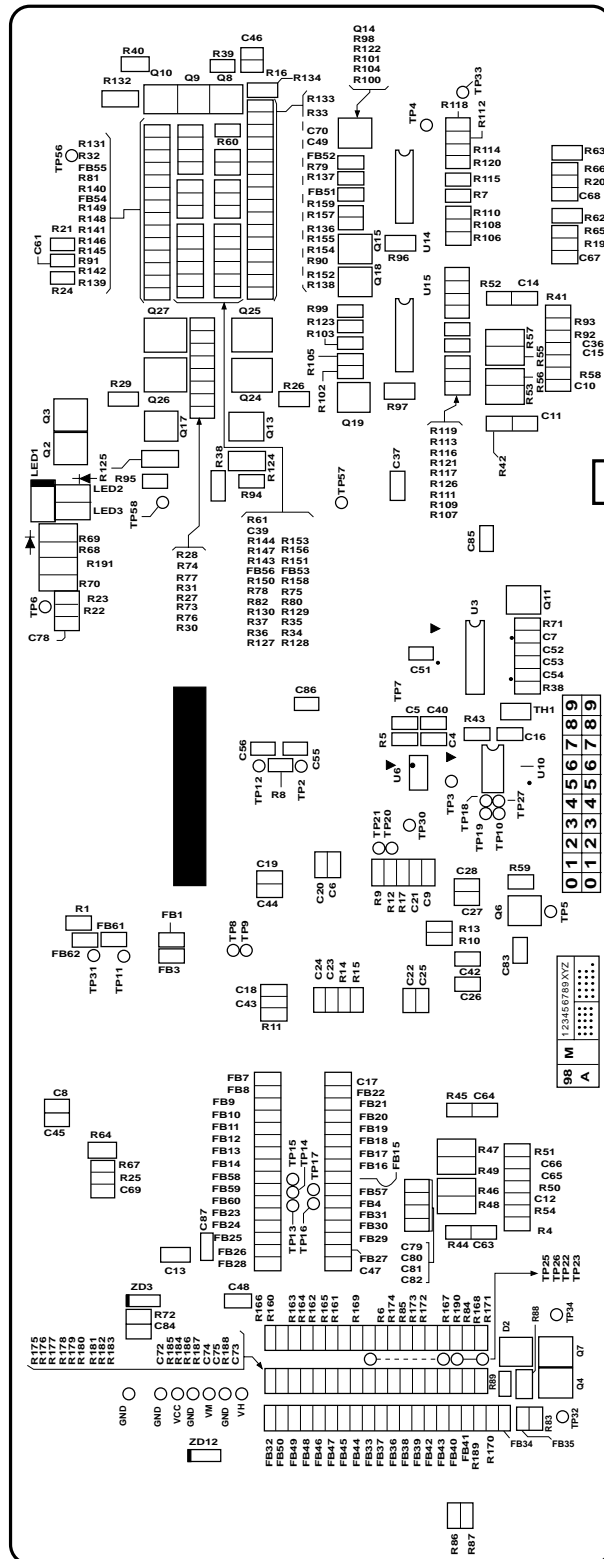 C46
Q14
R98
R122
R101
R104
R100
R40
R39
Q10
Q9
Q8
R16
R134
R132
TP33
R118
R112
TP4
R133
R33
C70
C49
FB52
R79
R137
FB51
R159
R157
R136
R155
R154
R90
R152
R138
R60
R114
R120
R115
R7
R110
R108
R106
R63
R66
R20
C68
R62
R65
R19
C67
TP56
R131
R32
FB55
R81
R140
FB54
R149
R148
R141
R146
R145
R91
R142
R139
R21
C61
R24
Q15
Q18
R96
U14
U15
R52
C14
R41
R93
R92
C36
C15
R58
C10
R57
R55
R56
R53
Q27
Q25
R99
R123
R103
R105
R102
R29
Q26
Q24
R26
R97
Q3
Q2
Q17
Q13
Q19
C11
R42
LED1
R125
R95
R38
R124
R94
TP57
C37
R119
R113
R116
R121
R117
R126
R111
R109
R107
LED2
LED3
TP58
C85
R69
R68
R191
R70
R23
R22
TP6
C78
R28
R74
R77
R31
R27
R73
R76
R30
R61
C39
R144
R147
R143
FB56
R150
R78
R82
R130
R37
R36
R127
R153
R156
R151
FB53
R158
R75
R80
R129
R35
R34
R128
U3
Q11
R71
C7
C52
C53
C54
R38
C51
TP7
C86
TH1
C5
C40
R5
C4
R43
C16
C56
C55
TP12
R8
TP2
U6
TP3
U10
TP18
TP27
TP19
TP10
TP21
TP20
TP30
0 1 2 3 4 5 6 7 8 9
0 1 2 3 4 5 6 7 8 9
C19
C44
C20
C6
R9
R12
R17
C21
C9
C28
C27
R59
Q6
TP5
R1
FB61
FB62
TP31
TP11
FB1
FB3
TP8
TP9
R13
R10
C42
C26
C83
C18
C43
R11
C24
C23
R14
R15
C22
C25
1 2 3 4 5 6 7 8 9 X Y Z
98
M
A
C8
C45
R64
R67
R25
C69
FB7
FB8
FB9
FB10
FB11
FB12
FB13
FB14
FB58
FB59
FB60
FB23
FB24
FB25
FB26
FB28
C17
FB22
FB21
FB20
FB19
FB18
FB17
FB16
FB15
FB57
FB4
FB31
FB30
FB29
FB27
C47
TP15
TP14
TP17
TP13
TP16
R45
C64
R47
R49
R46
R48
R51
C66
C65
R50
C12
R54
R4
C79
C80
C81
C82
R44
C63
C87
C13
TP25
TP26
TP22
TP23
ZD3
R72
C84
C48
R166
R160
R163
R164
R162
R165
R161
R169
R6
R174
R85
R173
R172
R167
R190
R84
R168
R171
D2
R88
TP34
Q7
Q4
R89
R83
TP32
R175
R176
R177
R178
R179
R180
R181
R182
R183
C72
R185
R184
R186
R187
C74
C75
R188
C73
GND
GND
VCC
GND
VM
GND
VH
ZD12
FB32
FB50
FB49
FB48
FB46
FB47
FB45
FB44
FB33
FB37
FB36
FB38
FB39
FB42
FB43
FB40
FB41
R189
R170
FB34
FB35
R86
R87